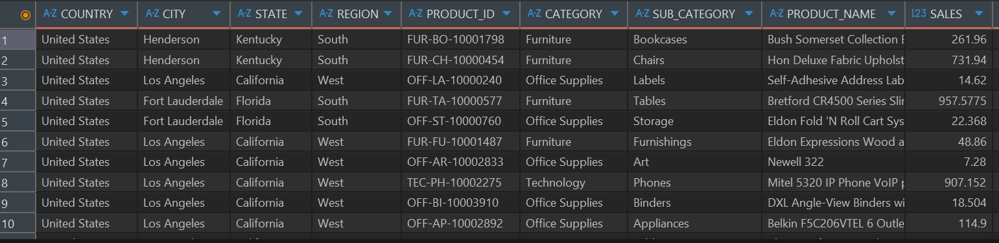 A-Z COUNTRY A-Z CITY A-Z STATE A-Z REGION A-Z PRODUCT_ID A-Z CATEGORY A-Z SUB_CATEGORY A-Z PRODUCT_NAME 123 SALES
1 United States Henderson Kentucky South FUR-BO-10001798 Furniture Bookcases Bush Somerset Collection 261.96
2 United States Henderson Kentucky South FUR-CH-10000454 Furniture Chairs Hon Deluxe Fabric Upholst 731.94
3 United States Los Angeles California West OFF-LA-10000240 Office Supplies Labels Self-Adhesive Address Lab 14.62
4 United States Fort Lauderdale Florida South FUR-TA-10000577 Furniture Tables Bretford CR4500 Series Slir 957.5775
5 United States Fort Lauderdale Florida South OFF-ST-10000760 Office Supplies Storage Eldon Fold 'N Roll Cart Sys 22.368
6 United States Los Angeles California West FUR-FU-10001487 Furniture Furnishings Eldon Expressions Wood a 48.86
7 United States Los Angeles California West OFF-AR-10002833 Office Supplies Art Newell 322 7.28
8 United States Los Angeles California West TEC-PH-10002275 Technology Phones Mitel 5320 IP Phone VoIP p 907.152
9 United States Los Angeles California West OFF-BI-10003910 Office Supplies Binders DXL Angle-View Binders wi 18.504
10 United States Los Angeles California West OFF-AP-10002892 Office Supplies Appliances Belkin F5C206VTEL 6 Outle 114.9